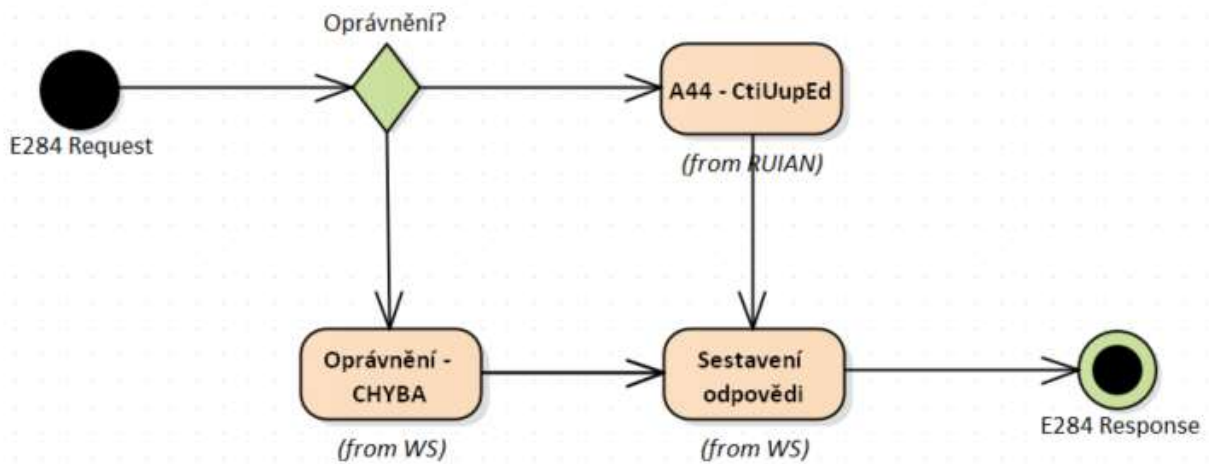 Oprávnění?
A44 - CtiUupEd
E284 Request
(from RUIAN)
Oprávnění -
CHYBA
Sestavení
odpovědi
E284 Response
(from WS)
(from WS)